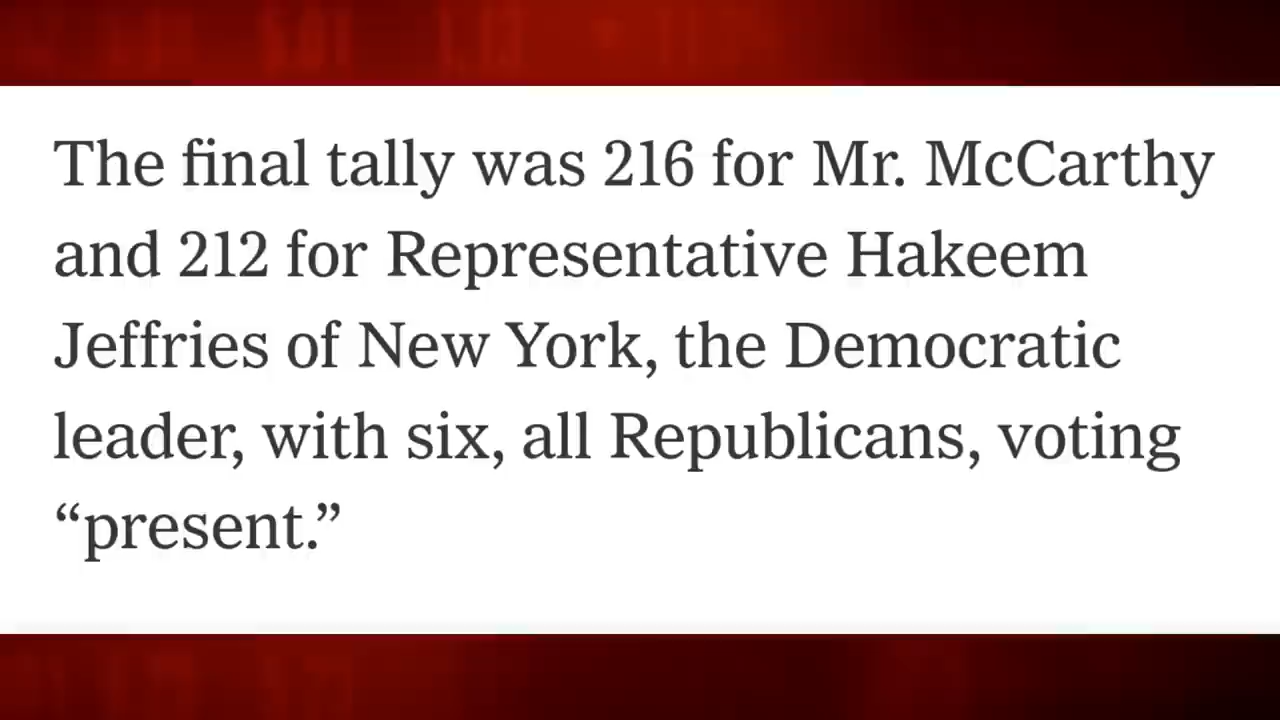 The final tally was 216 for Mr. McCarthy
and 212 for Representative Hakeem
Jeffries of New York, the Democratic
leader, with six, all Republicans, voting
“present.”